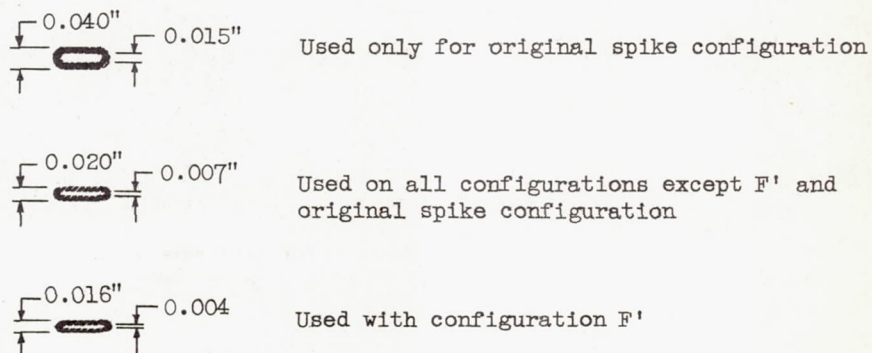 0.040"
0.015"
Used only for original spike configuration
0.020"
0.007"
Used on all configurations except F' and
original spike configuration
0.016"
0.004
Used with configuration F'